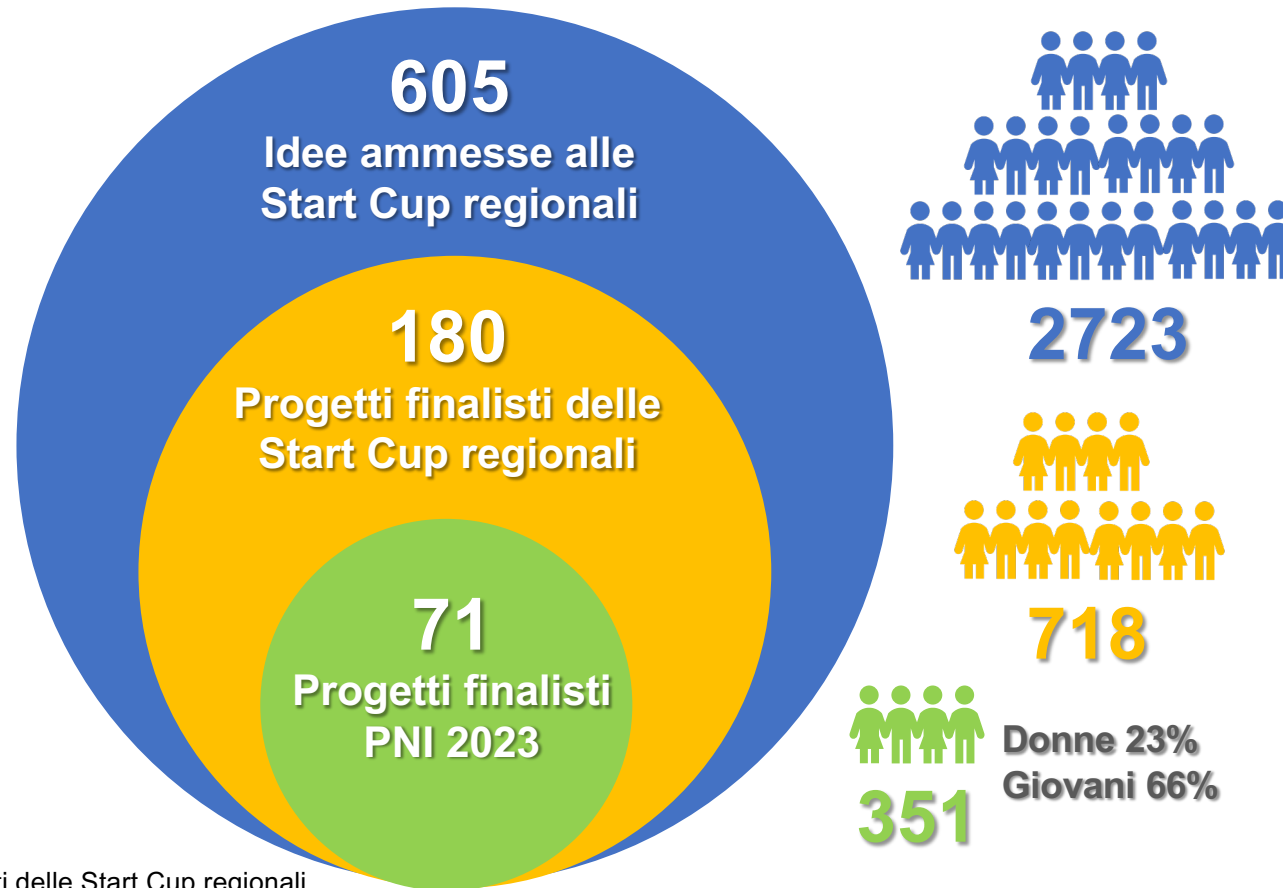 605
Idee ammesse alle
Start Cup regionali
180
Progetti finalisti delle
Start Cup regionali
71
Progetti finalisti
PNI 2023
2723
718
351
Donne 23%
Giovani 66%
delle Start Cup regionali